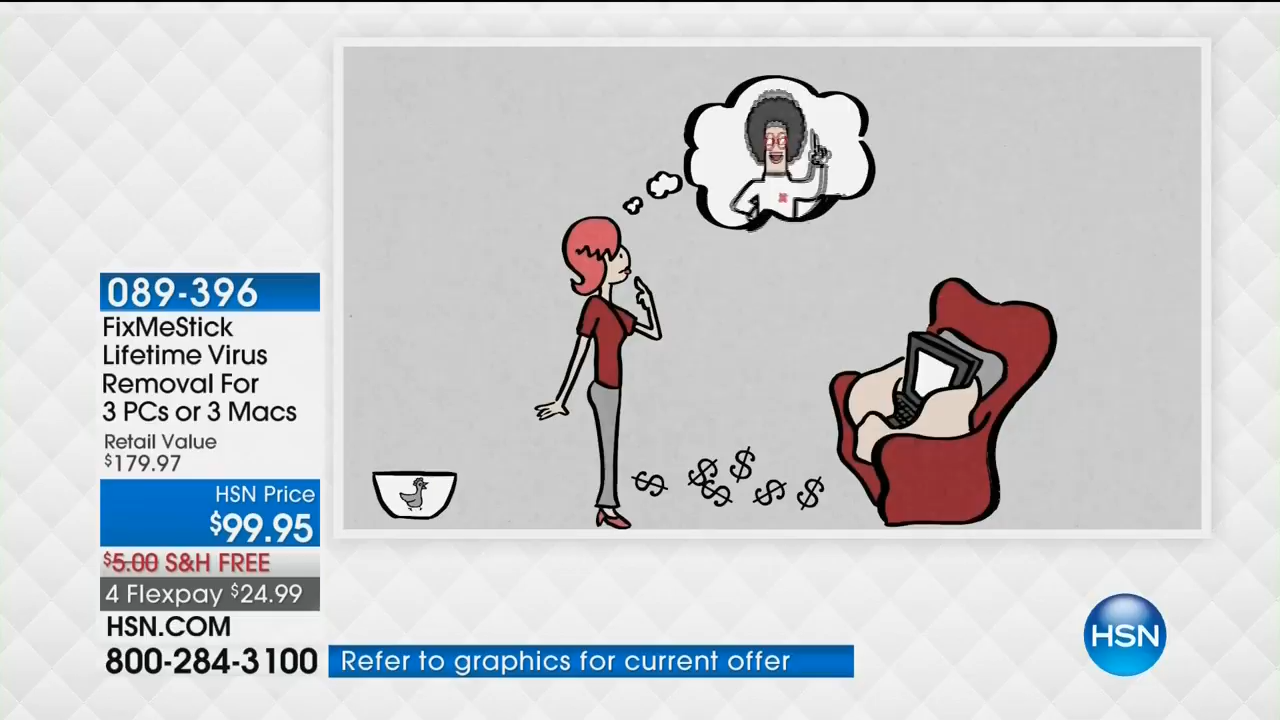 089-396
FixMeStick
Lifetime Virus
Removal For
3 PCs or 3 Macs
Retail Value
$179.97
HSN Price
$99.95
$5.00 S&H FREE
4 Flexpay $24.99
HSN.COM
800-284-3100
Refer to graphics for current offer
$ $ $ $ $ $
HSN